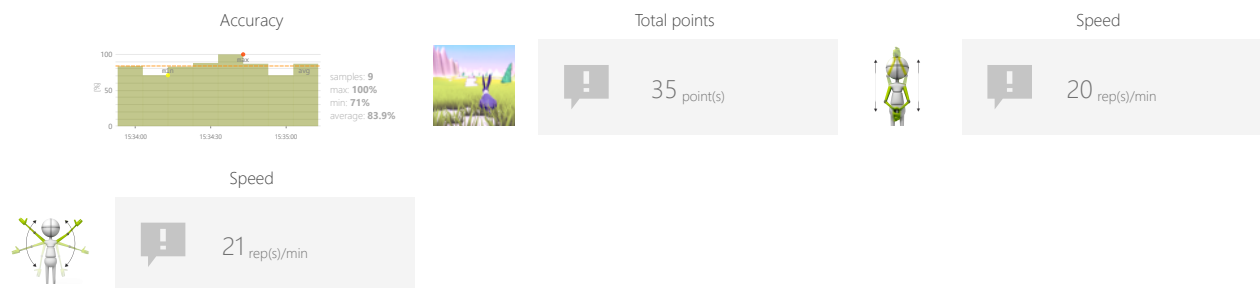 Accuracy
100
50
0
[%]
min
max
avg
15:34:00
15:34:30
15:35:00
samples: 9
max: 100%
min: 71%
average: 83.9%
Total points
35 point(s)
Speed
20 rep(s)/min
Speed
21 rep(s)/min